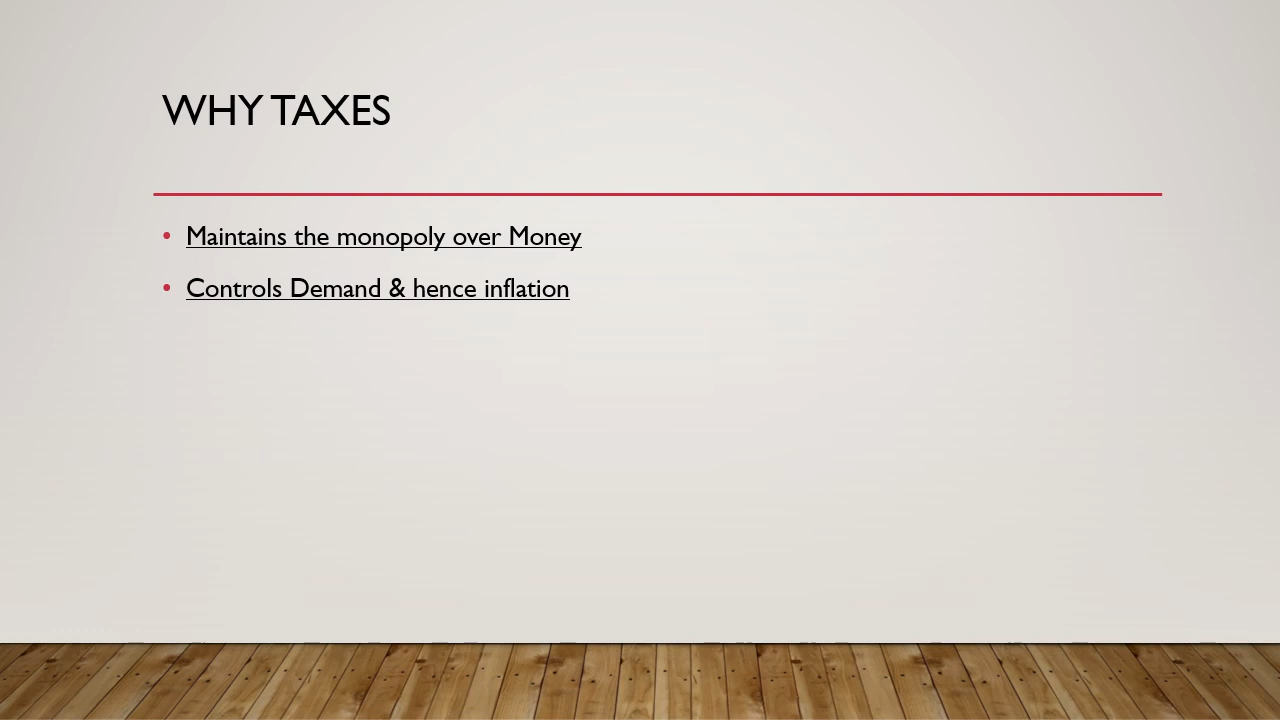 WHY TAXES
• Maintains the monopoly over Money
• Controls Demand & hence inflation